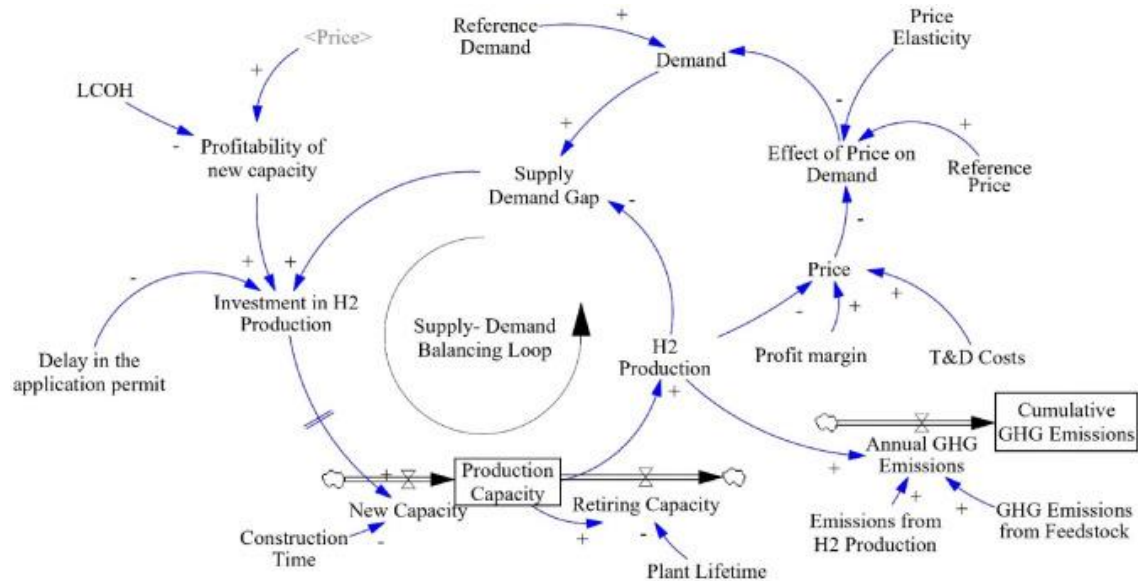 Reference
Demand
Price
Elasticity
<Price>
Demand
LCOH
Profitability of
new capacity
Supply
Demand Gap
Effect of Price on
Demand
Reference
Price
Investment in H2
Production
Price
Supply- Demand
Balancing Loop
H2
Production
Profit margin
T&D Costs
Delay in the
application permit
Cumulative
GHG Emissions
Annual GHG
Emissions
Production
Capacity
New Capacity
Retiring Capacity
Construction
Time
Plant Lifetime
Emissions from
H2 Production
GHG Emissions
from Feedstock